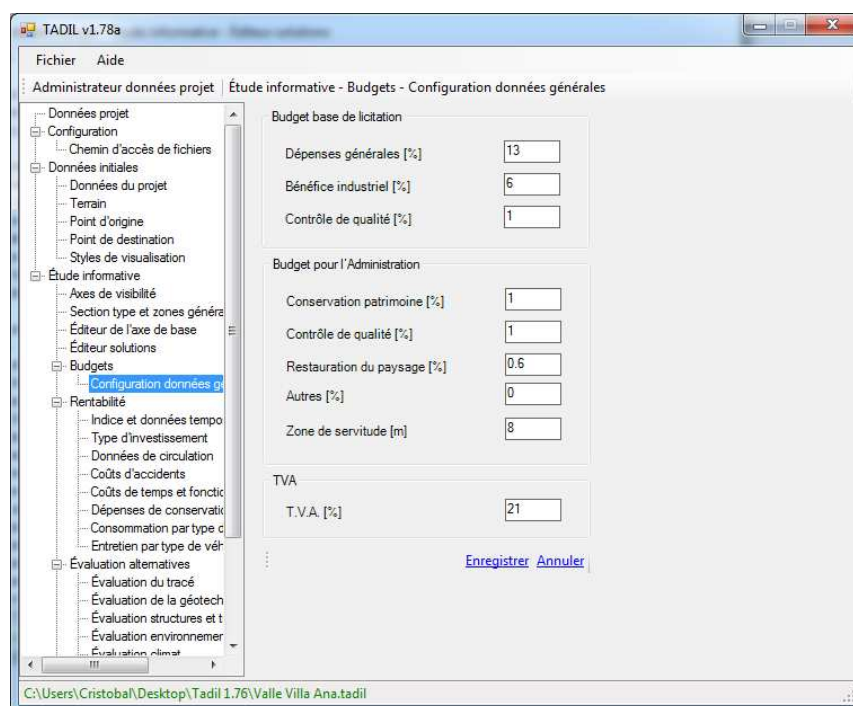 TADIL v1.78a
Fichier Aide
Administrateur données projet Étude informative - Budgets - Configuration données générales
Données projet
Configuration
Chemin d'accès de fichiers
Données initiales
Données du projet
Terrain
Point d'origine
Point de destination
Styles de visualisation
Étude informative
Axes de visibilité
Section type et zones généra
Éditeur de l'axe de base
Éditeur solutions
Budgets
Configuration données gé
Rentabilité
Indice et données tempo
Type d'investissement
Données de circulation
Coûts d'accidents
Coûts de temps et fonctio
Dépenses de conservatio
Consommation par type d
Entretien par type de véh
Évaluation alternatives
Évaluation du tracé
Évaluation de la géotech
Évaluation structures et t
Évaluation environnemer
Évaluation climat
Budget base de licitation
Dépenses générales [%] 13
Bénéfice industriel [%] 6
Contrôle de qualité [%] 1
Budget pour l'Administration
Conservation patrimoine [%] 1
Contrôle de qualité [%] 1
Restauration du paysage [%] 0.6
Autres [%] 0
Zone de servitude [m] 8
TVA
T.V.A. [%] 21
Enregistrer Annuler
C:\Users\Cristobal\Desktop\Tadil 1.76\Valle Villa Ana.tadil